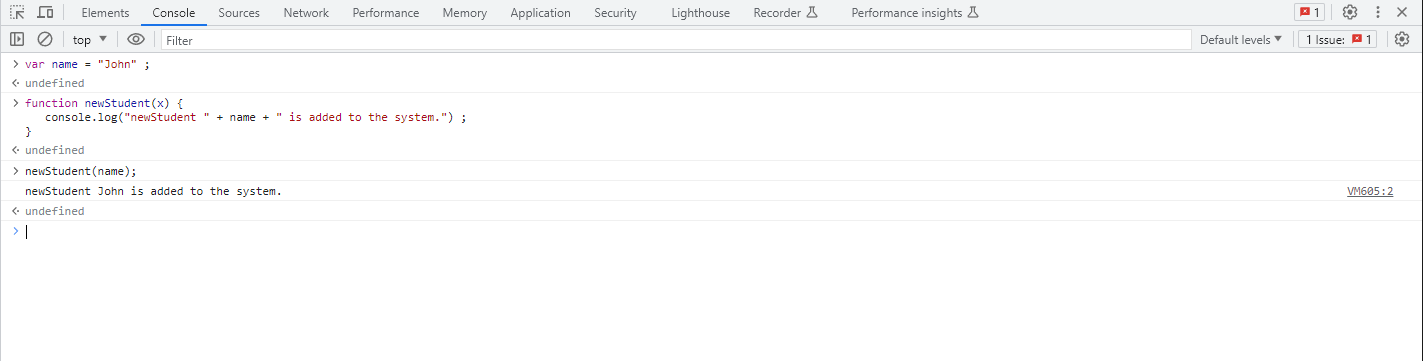 Elements Console Sources Network Performance Memory Application Security Lighthouse Recorder Performance insights 1
top Filter Default levels 1 Issue: 1
> var name = "John" ;
undefined
> function newStudent(x) {
console.log("newStudent " + name + " is added to the system.") ;
}
undefined
> newStudent(name);
newStudent John is added to the system. VM605:2
undefined
>